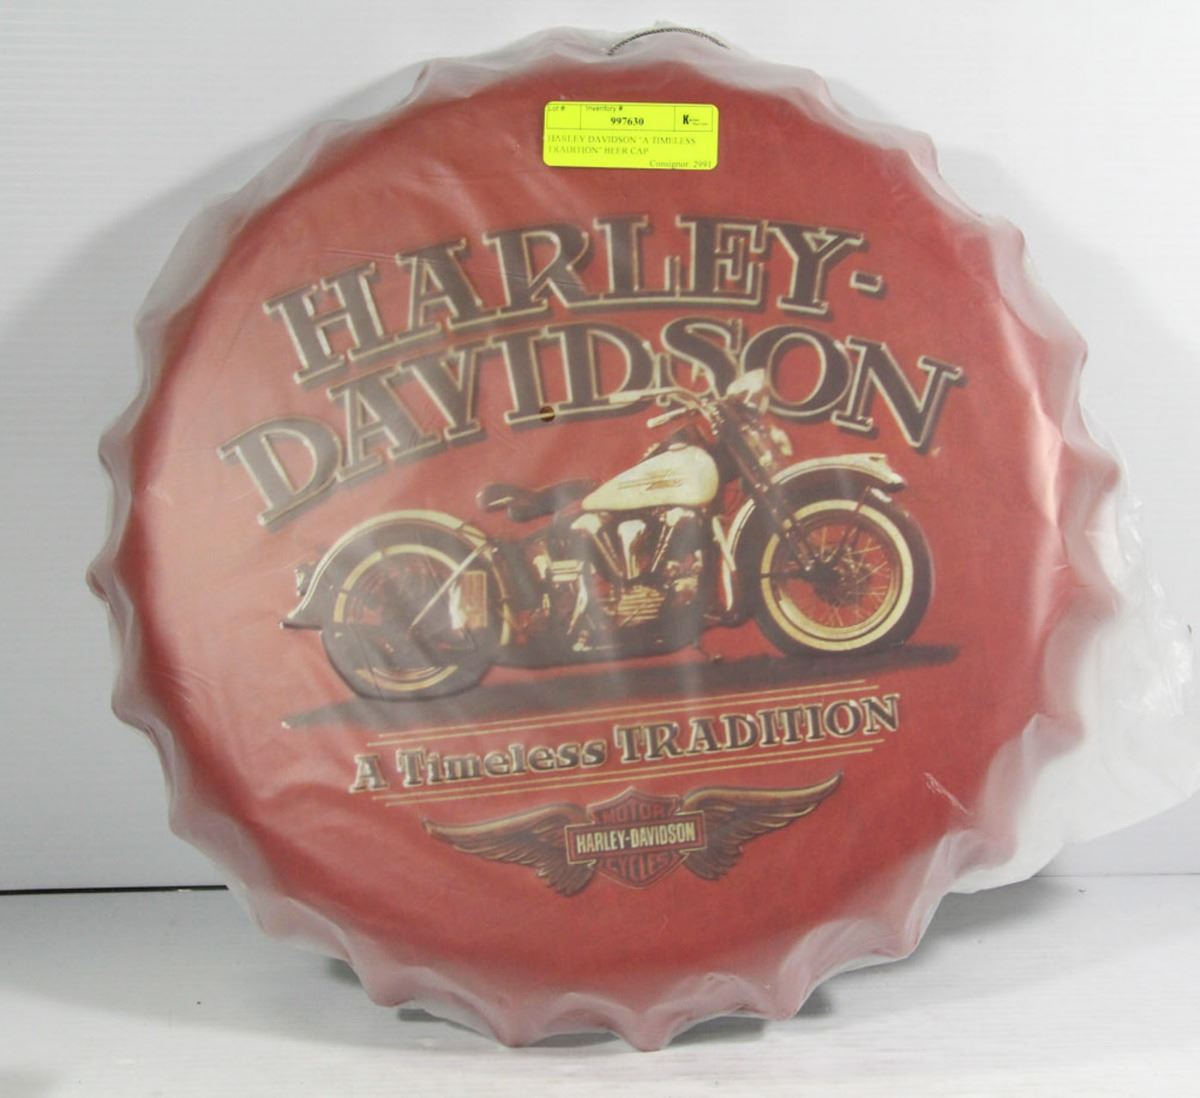 Lot #
Inventory #
997630
HARLEY DAVIDSON "A TIMELESS
TRADITION" BEER CAP
Consignor: 2991
HARLEY-
DAVIDSON
A Timeless TRADITION
MOTOR
HARLEY-DAVIDSON
CYCLES